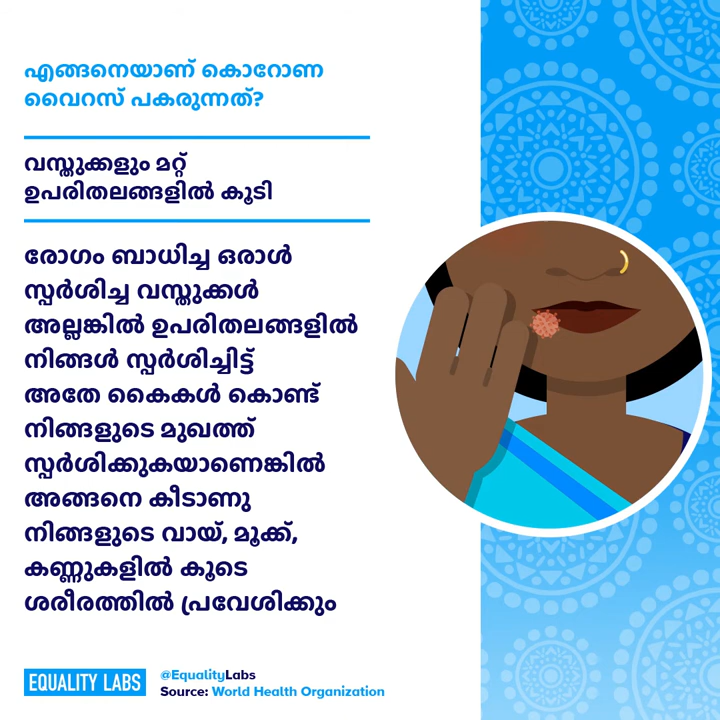 എങ്ങനെയാണ് കൊറോണ
വൈറസ് പകരുന്നത്?
വസ്തുക്കളും മറ്റ്
ഉപരിതലങ്ങളിൽ കൂടി
രോഗം ബാധിച്ച ഒരാൾ
സ്പർശിച്ച വസ്തുക്കൾ
അല്ലങ്കിൽ ഉപരിതലങ്ങളിൽ
നിങ്ങൾ സ്പർശിച്ചിട്ട്
അതേ കൈകൾ കൊണ്ട്
നിങ്ങളുടെ മുഖത്ത്
സ്പർശിക്കുകയാണെങ്കിൽ
അങ്ങനെ കീടാണു
നിങ്ങളുടെ വായ്, മൂക്ക്,
കണ്ണുകളിൽ കൂടെ
ശരീരത്തിൽ പ്രവേശിക്കും
EQUALITY LABS
@EqualityLabs
Source: World Health Organization